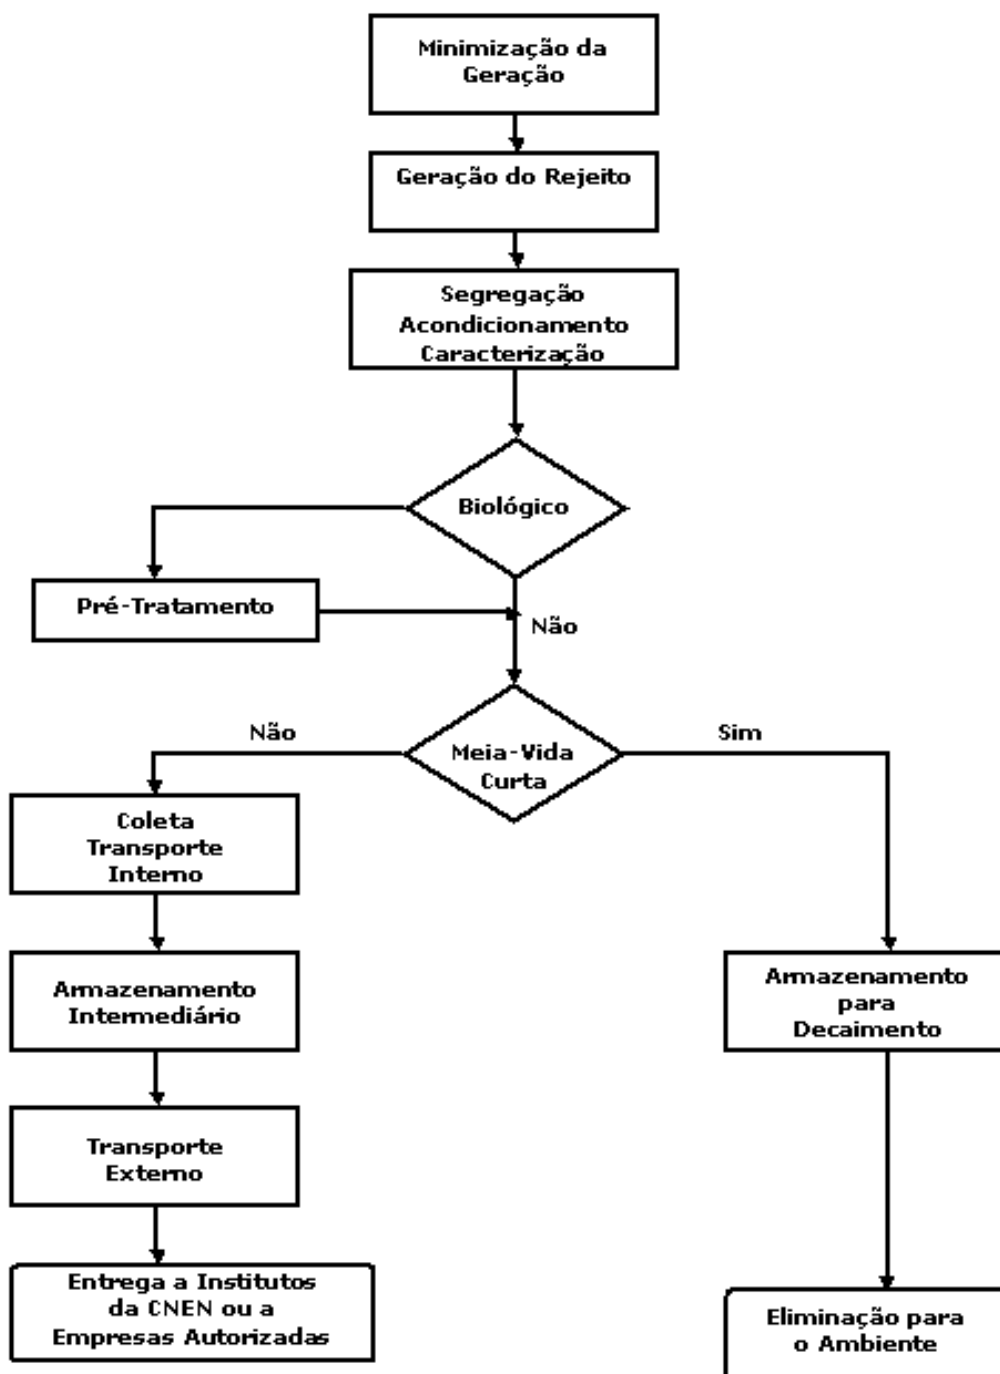 Minimização da
Geração
Geração do Rejeito
Segregação
Acondicionamento
Caracterização
Biológico
Pré-Tratamento
Não
Não
Meia-Vida
Curta
Sim
Coleta
Transporte
Interno
Armazenamento
Intermediário
Armazenamento
para
Decaimento
Transporte
Externo
Entrega a Institutos
da CNEN ou a
Empresas Autorizadas
Eliminação para
o Ambiente